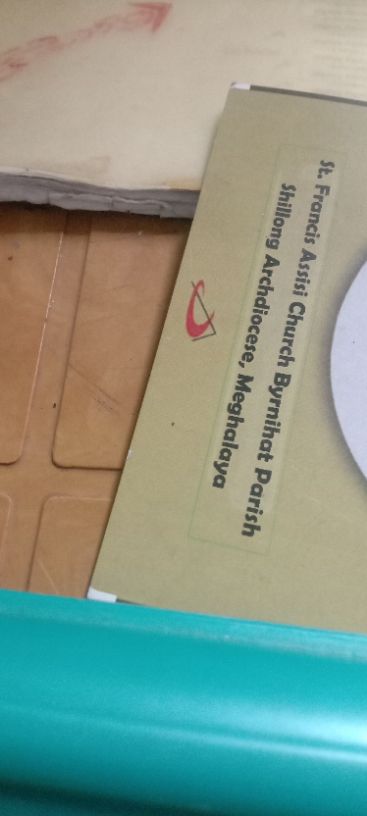 St. Francis Assisi Church Byrnihat Parish
Shillong Archdiocese, Meghalaya